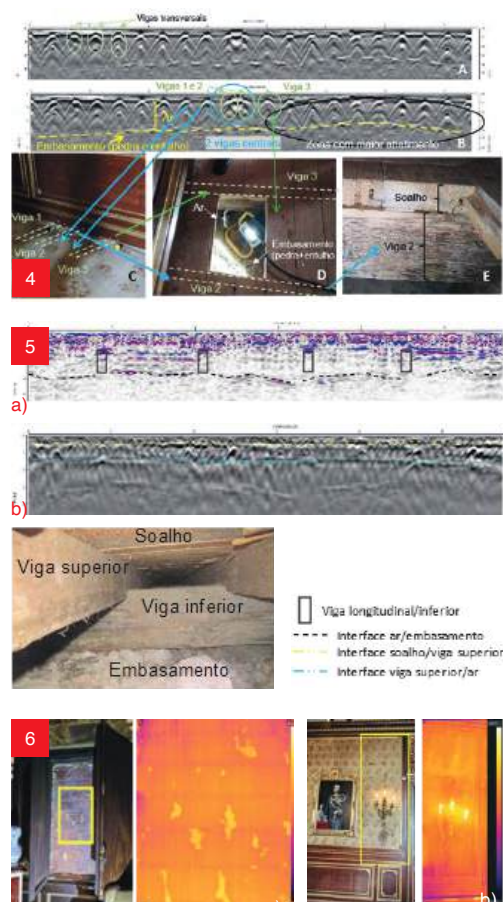 Vigas transversais
A
Vigas 1 e 2
Viga 3
Ar
Embasamento (pedra e entulho)
2 vigas centrais
Zona com maior abatimento
B
Viga 1
Viga 2
Viga 3
C
4
Viga 3
Ar
Embasamento
(pedra+entulho
Viga 2
D
Soalho
Viga 2
E
5
a)
b)
Soalho
Viga superior
Viga inferior
Embasamento
Viga longitudinal/inferior
Interface ar/embasamento
Interface soalho/viga superior
Interface viga superior/ar
6
b)